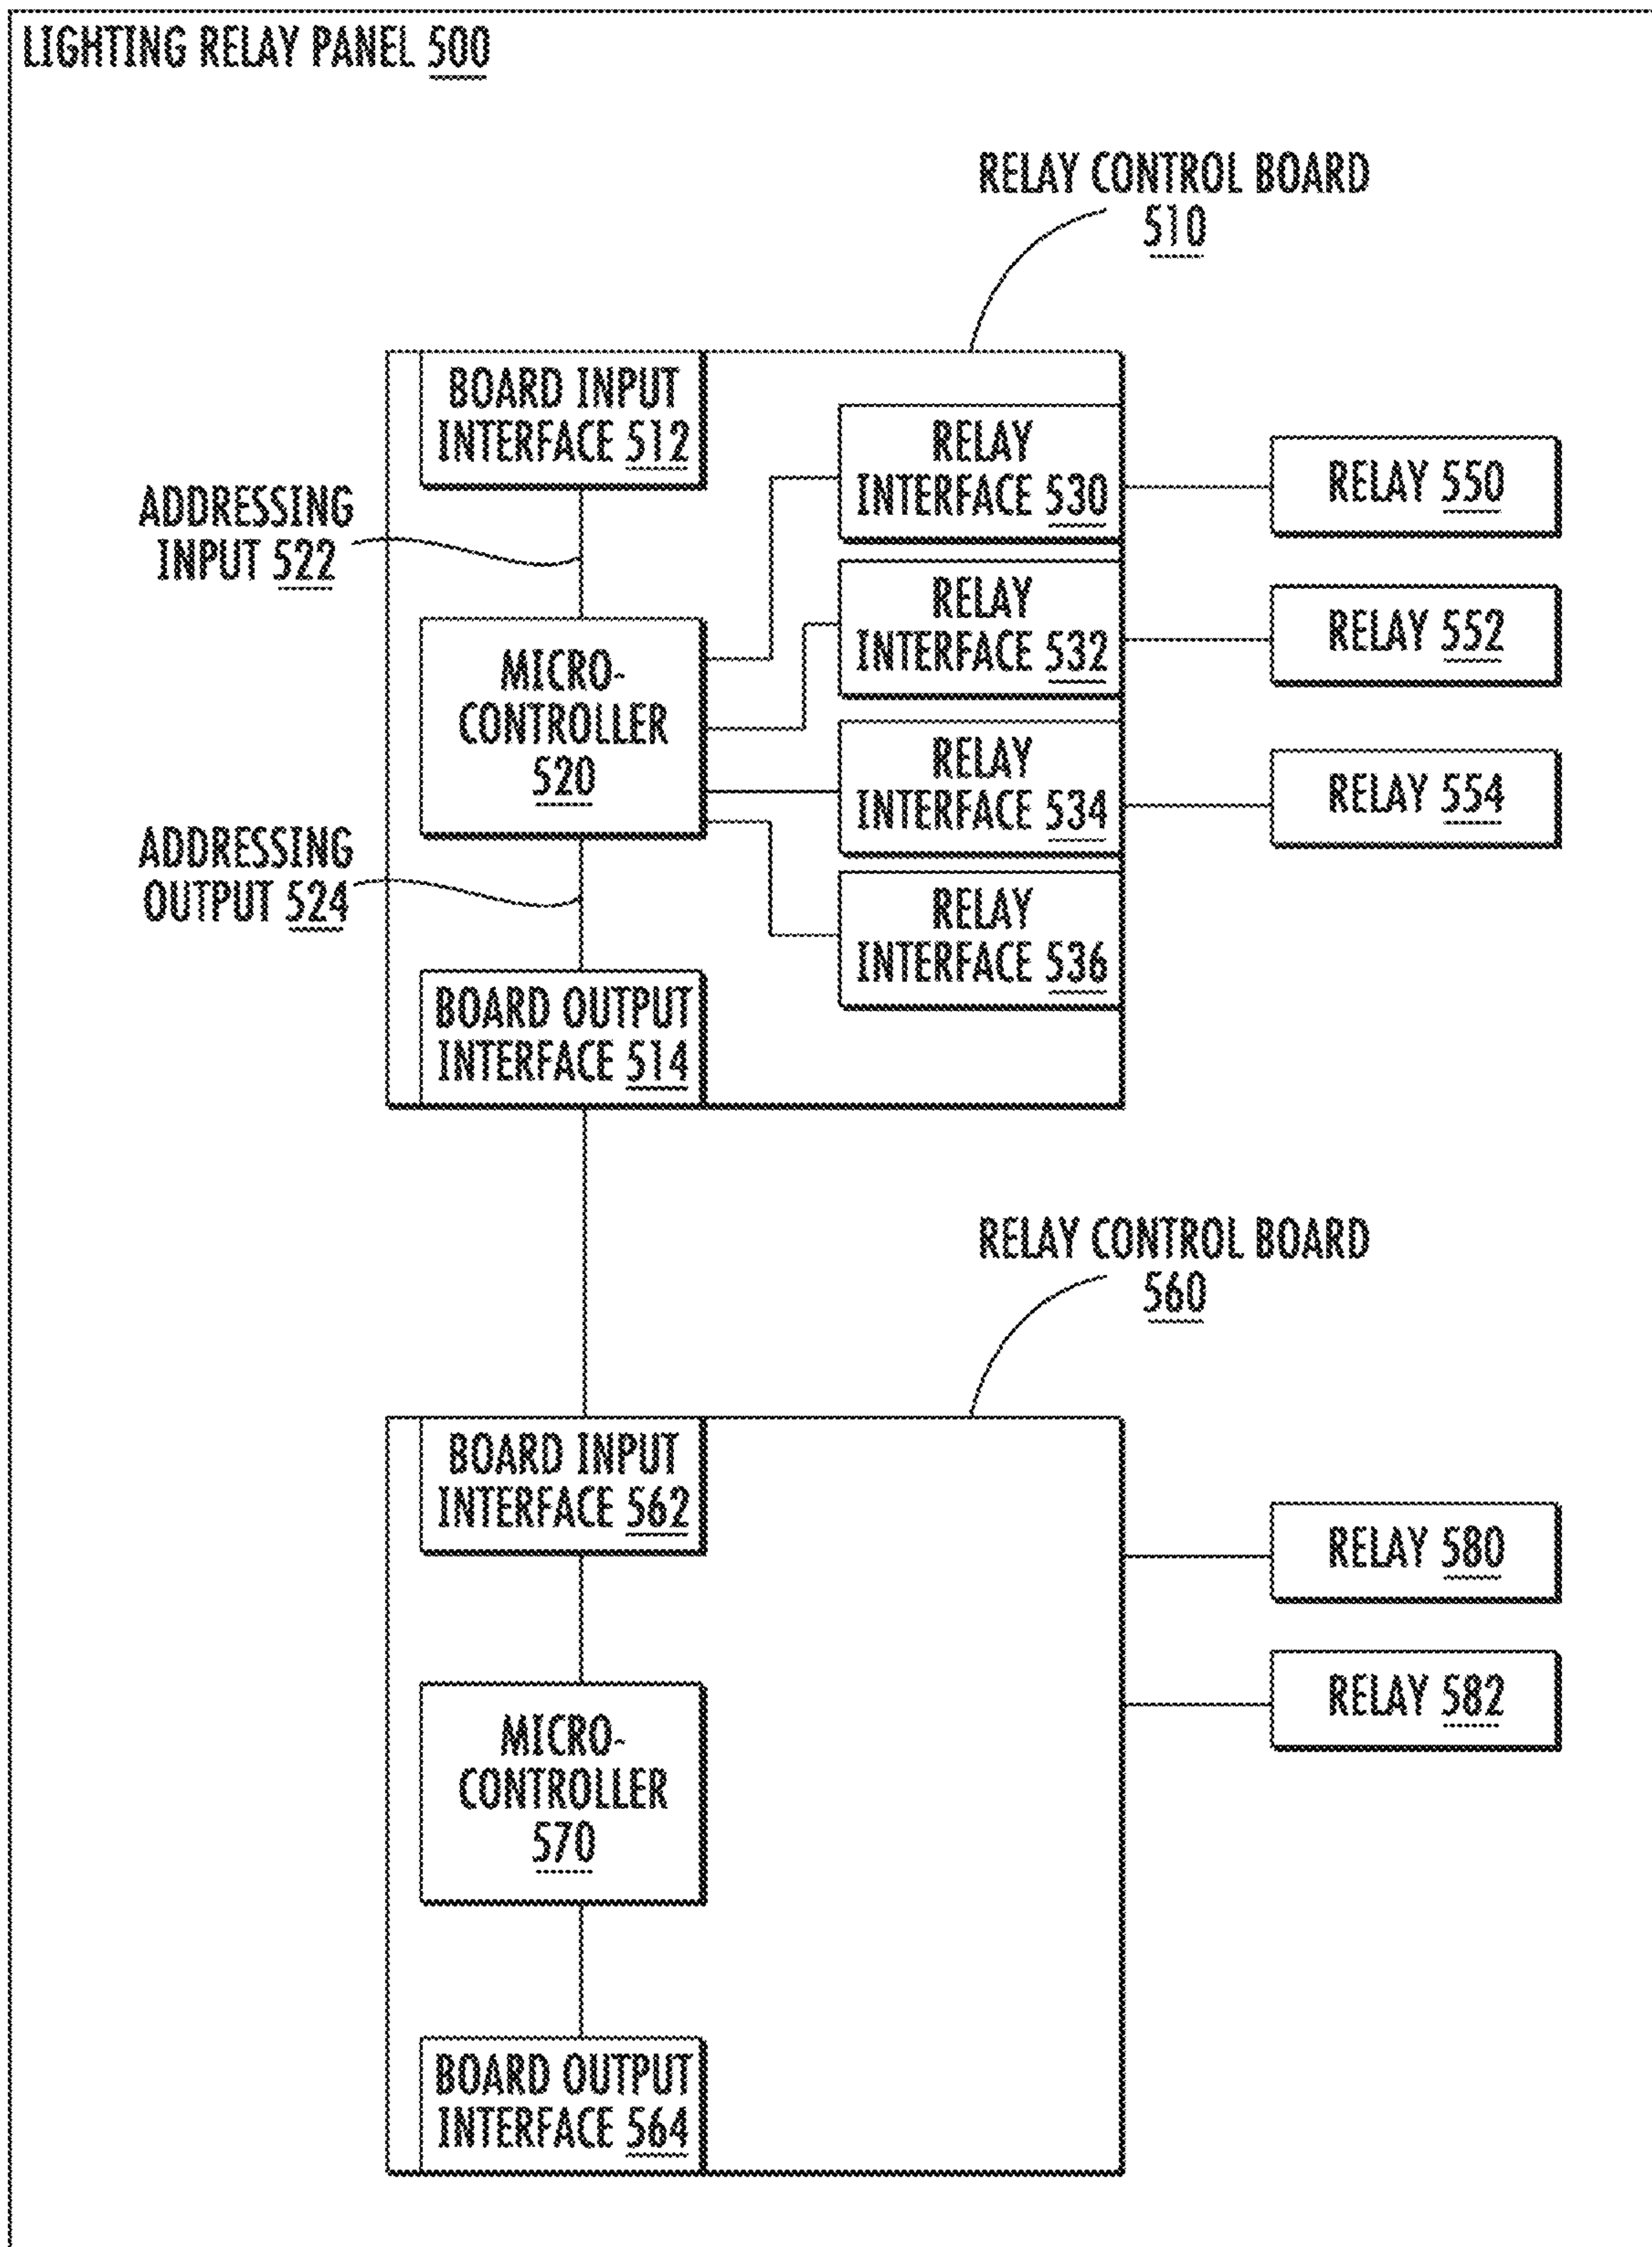 LIGHTING RELAY PANEL 500
RELAY CONTROL BOARD
510
BOARD INPUT
INTERFACE 512
ADDRESSING
INPUT 522
MICRO-
CONTROLLER
520
ADDRESSING
OUTPUT 524
BOARD OUTPUT
INTERFACE 514
RELAY
INTERFACE 530
RELAY
INTERFACE 532
RELAY
INTERFACE 534
RELAY
INTERFACE 536
RELAY 550
RELAY 552
RELAY 554
RELAY CONTROL BOARD
560
BOARD INPUT
INTERFACE 562
MICRO-
CONTROLLER
570
BOARD OUTPUT
INTERFACE 564
RELAY 580
RELAY 582